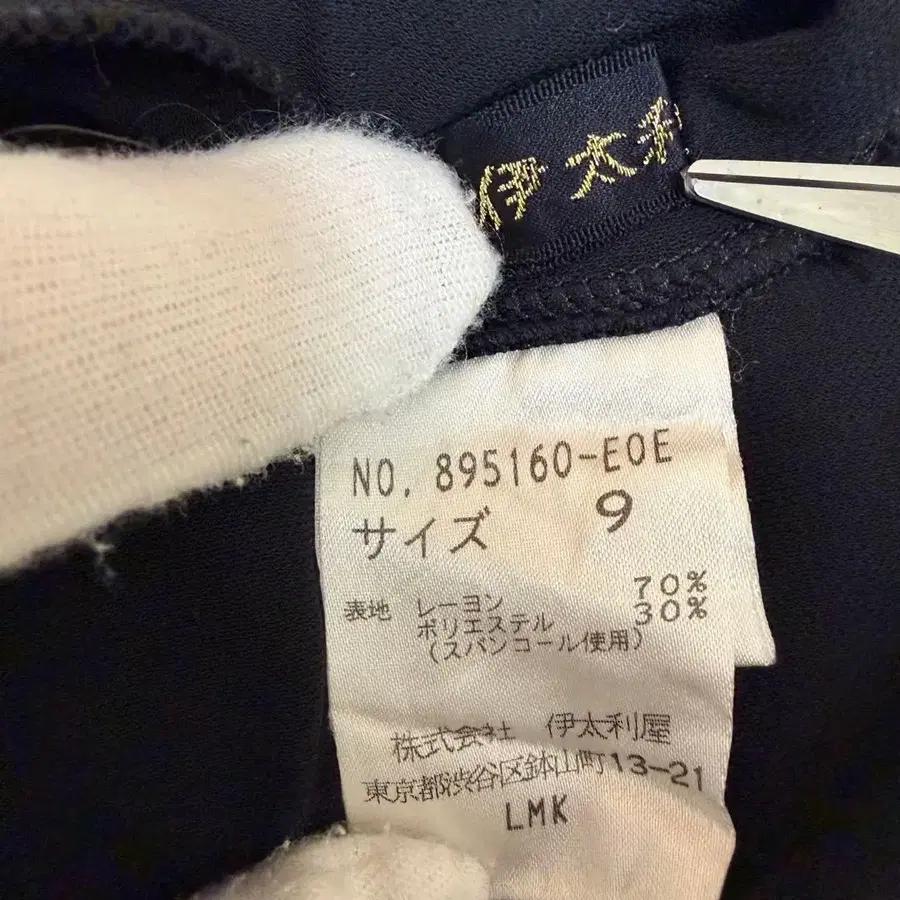 伊太利
NO. 895160-E0E
サイズ 9
表地 レーヨン 70%
ポリエステル 30%
(スパンコール使用)
株式会社 伊太利屋
東京都渋谷区鉢山町13-21
LMK